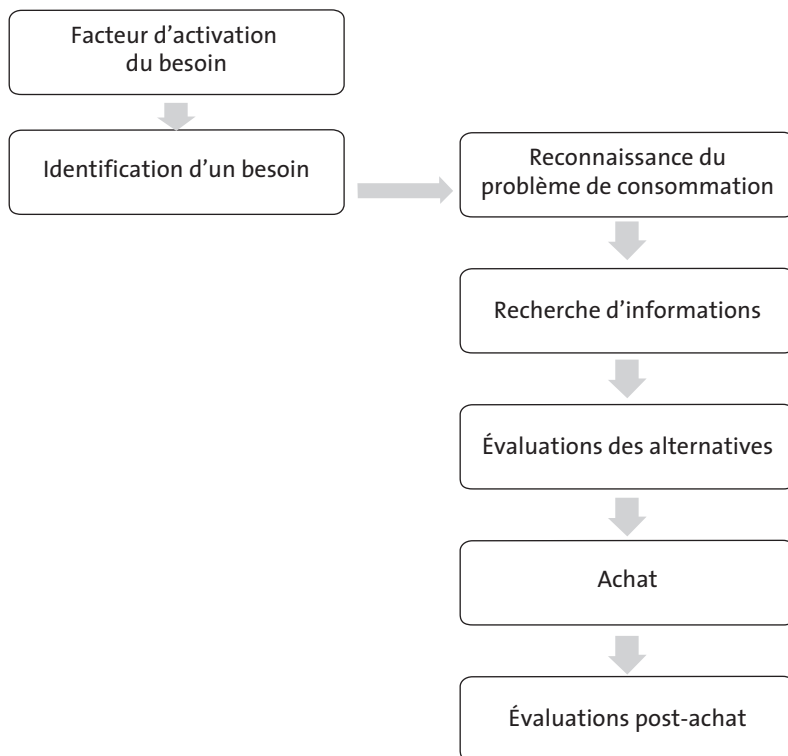 Facteur d’activation
du besoin
Identification d’un besoin
Reconnaissance du
problème de consommation
Recherche d’informations
Évaluations des alternatives
Achat
Évaluations post-achat